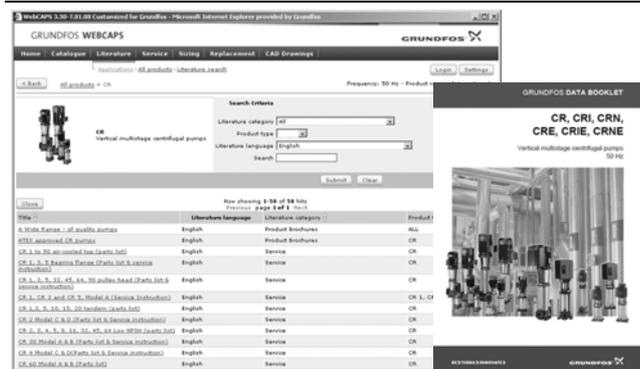 WebCAPS 3.30-7.81.08 Customized for Grundfos - Microsoft Internet Explorer provided by Grundfos
GRUNDFOS WEBCAPS
GRUNDFOS
Home Catalogue Literature Service Sizing Replacement CAD Drawings
Applications All products Literature search
Login Settings
< Back All products > CR
Frequency: 50 Hz - Product
CR
Vertical multistage centrifugal pumps
Search Criteria
Literature category All
Product type
Literature language English
Search
Submit Clear
Close
Now showing 1-58 of 58 hits
Previous page 1 of 1 Next
Title Literature language Literature category Product
A Wide Range - of quality pumps English Product Brochures ALL
ATEX approved CR pumps English Product Brochures CR
CR 1 to 90 air-cooled top (parts list) English Service CR
CR 1, 3, 5 Bearing flange (Parts list & service
instruction) English Service CR
CR 1, 3, 5, 32, 45, 64, 90 pulley head (Parts list &
service instruction) English Service CR
CR 1, CR 3 and CR 5, Model A (Service Instruction) English Service CR 1, CR
CR 1,3, 5, 10, 15, 20 tandem (parts list) English Service CR
CR 2 Model C & D (Parts list & Service instruction) English Service CR
CR 2, 3, 4, 5, 8, 16, 32, 45, 64 Low NPSH (parts list) English Service CR
CR 30 Model A & B (Parts list & Service instruction) English Service CR
CR 4 Model C & D(Parts list & Service instruction) English Service CR
CR 60 Model A & B (Parts list) English Service CR
GRUNDFOS DATA BOOKLET
CR, CRI, CRN,
CRE, CRIE, CRNE
Vertical multistage centrifugal pumps
50 Hz
BE > THINK > INNOVATE >
GRUNDFOS